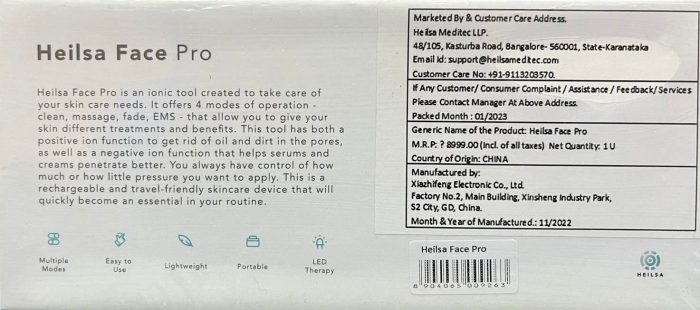 Heilsa Face Pro
Heilsa Face Pro is an ionic tool created to take care of
your skin care needs. It offers 4 modes of operation -
clean, massage, fade, EMS - that allow you to give your
skin different treatments and benefits. This tool has both a
positive ion function to get rid of oil and dirt in the pores,
as well as a negative ion function that helps serums and
creams penetrate better. You always have control of how
much or how little pressure you want to apply. This is a
rechargeable and travel-friendly skincare device that will
quickly become an essential in your routine.
Multiple
Modes
Easy to
Use
Lightweight
Portable
LED
Therapy
Marketed By & Customer Care Address.
Heilsa Meditec LLP.
48/105, Kasturba Road, Bangalore- 560001, State-Karanataka
Email Id: support@heilsameditec.com
Customer Care No: +91-9113203570.
If Any Customer/ Consumer Complaint / Assistance / Feedback/ Services
Please Contact Manager At Above Address.
Packed Month : 01/2023
Generic Name of the Product: Heilsa Face Pro
M.R.P: ? 8999.00 (Incl. of all taxes) Net Quantity: 1 U
Country of Origin: CHINA
Manufactured by:
Xiazhifeng Electronic Co., Ltd.
Factory No.2, Main Building, Xinsheng Industry Park,
S2 City, GD, China.
Month & Year of Manufactured.: 11/2022
Heilsa Face Pro
8 904065 009263
HEILSA